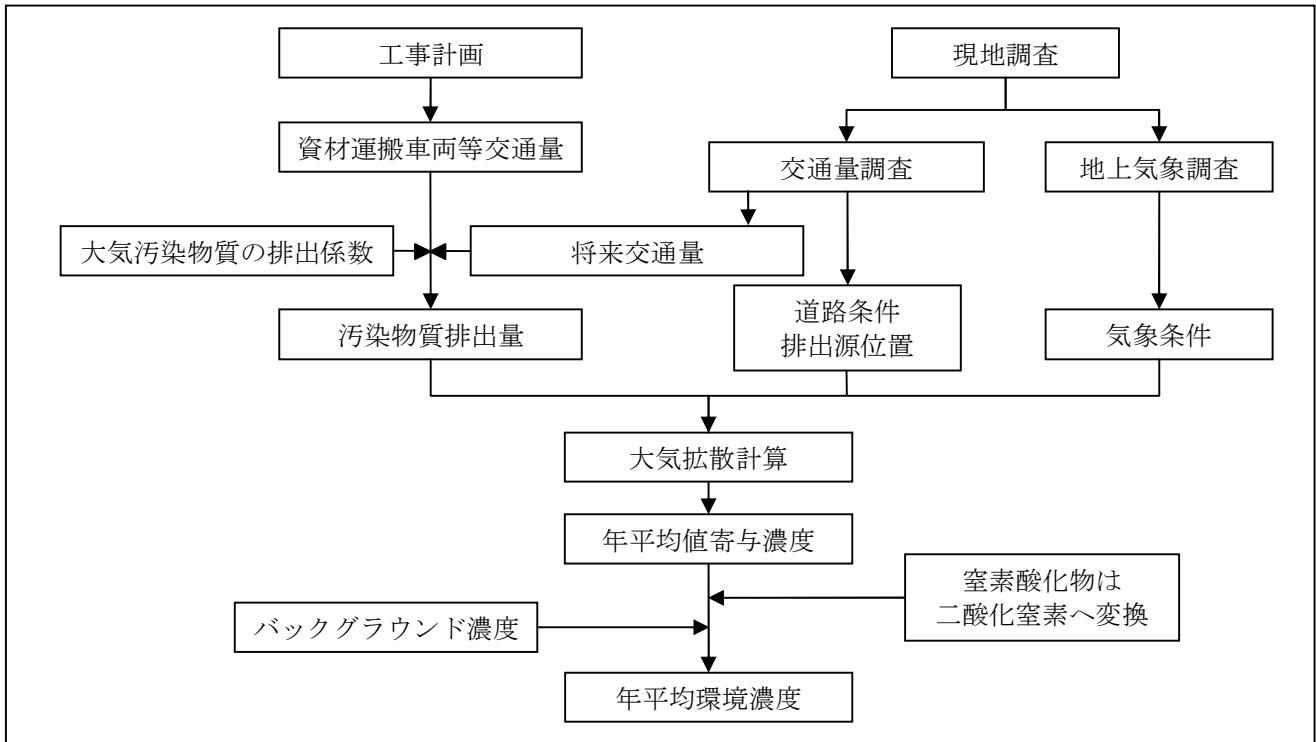 工事計画
現地調査
資材運搬車両等交通量
交通量調査
地上気象調査
大気汚染物質の排出係数
将来交通量
汚染物質排出量
道路条件
排出源位置
気象条件
大気拡散計算
年平均値寄与濃度
窒素酸化物は
二酸化窒素へ変換
バックグラウンド濃度
年平均環境濃度